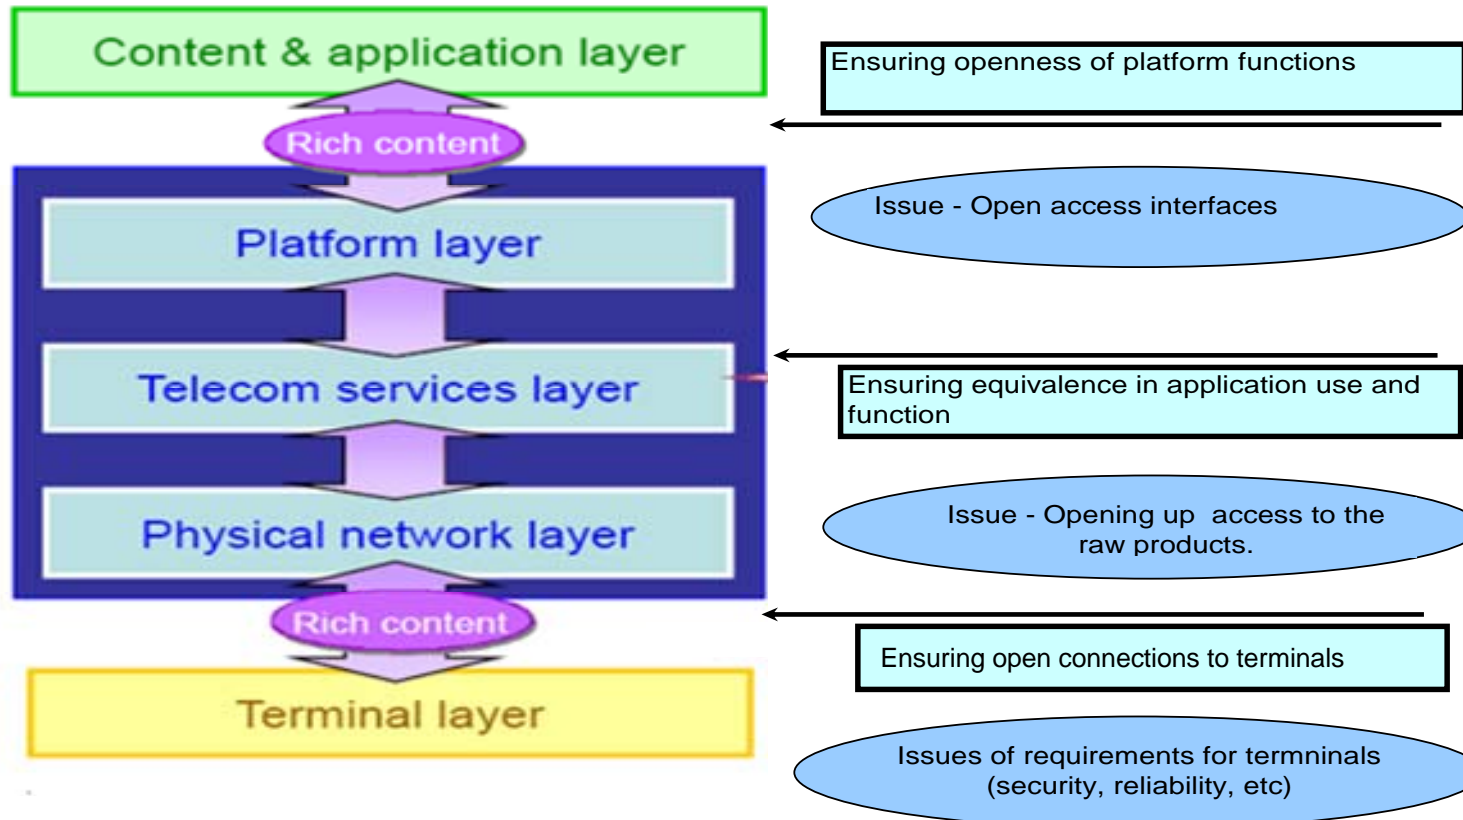 Content & application layer
Rich content
Platform layer
Telecom services layer
Physical network layer
Rich content
Terminal layer
Ensuring openness of platform functions
Issue - Open access interfaces
Ensuring equivalence in application use and
function
Issue - Opening up access to the
raw products.
Ensuring open connections to terminals
Issues of requirements for termninals
(security, reliability, etc)